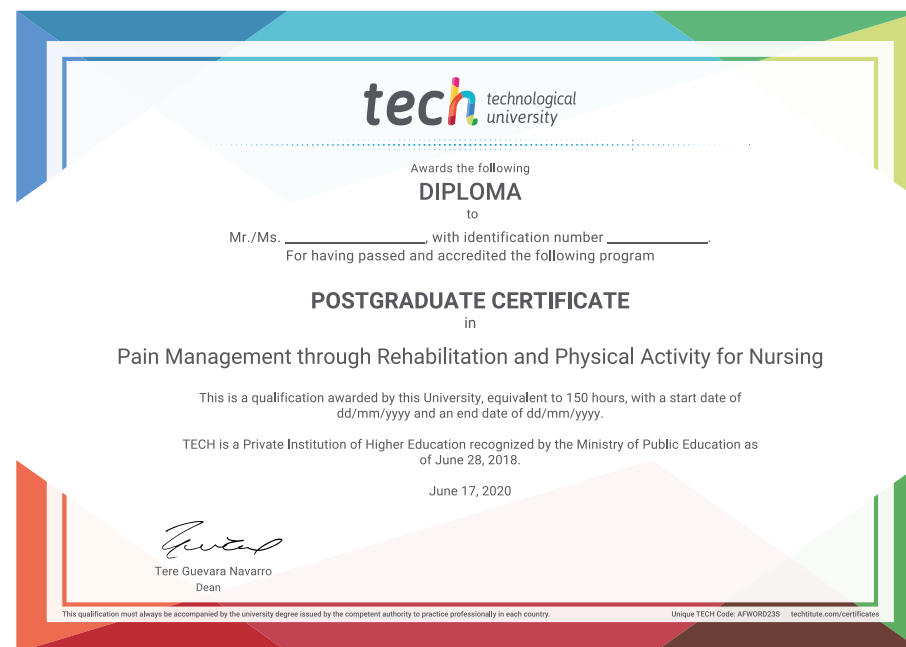 tech technological
university
Awards the following
DIPLOMA
to
Mr./Ms. ____________________, with identification number ______________.
For having passed and accredited the following program
POSTGRADUATE CERTIFICATE
in
Pain Management through Rehabilitation and Physical Activity for Nursing
This is a qualification awarded by this University, equivalent to 150 hours, with a start date of
dd/mm/yyyy and an end date of dd/mm/yyyy.
TECH is a Private Institution of Higher Education recognized by the Ministry of Public Education as
of June 28, 2018.
June 17, 2020
Tere Guevara Navarro
Dean
This qualification must always be accompanied by the university degree issued by the competent authority to practice professionally in each country.
Unique TECH Code: AFWORD23S techtitute.com/certificates